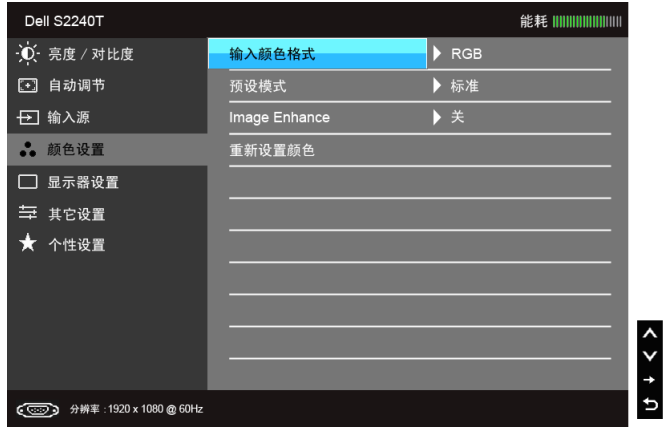 Dell S2240T
能耗
亮度 / 对比度
自动调节
输入源
颜色设置
显示器设置
其它设置
个性设置
输入颜色格式 RGB
预设模式 标准
Image Enhance 关
重新设置颜色
分辨率 : 1920 x 1080 @ 60Hz